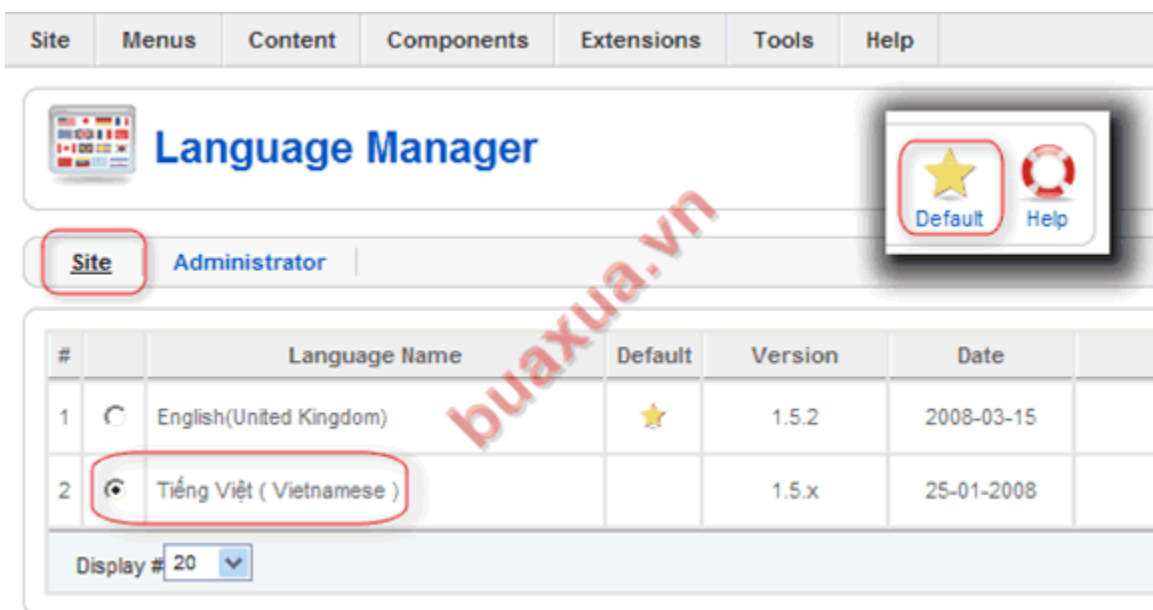 Site Menus Content Components Extensions Tools Help
Language Manager
Default Help
Site Administrator
buaxua.vn
# Language Name Default Version Date
1 English(United Kingdom) 1.5.2 2008-03-15
2 Tiếng Việt ( Vietnamese ) 1.5.x 25-01-2008
Display # 20